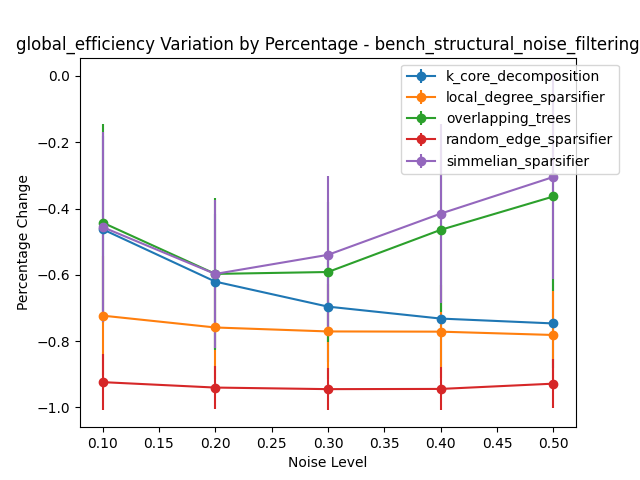 global_efficiency Variation by Percentage - bench_structural_noise_filtering
k_core_decomposition
local_degree_sparsifier
overlapping_trees
random_edge_sparsifier
simmelian_sparsifier
Percentage Change
0.0
−0.2
−0.4
−0.6
−0.8
−1.0
0.10 0.15 0.20 0.25 0.30 0.35 0.40 0.45 0.50
Noise Level